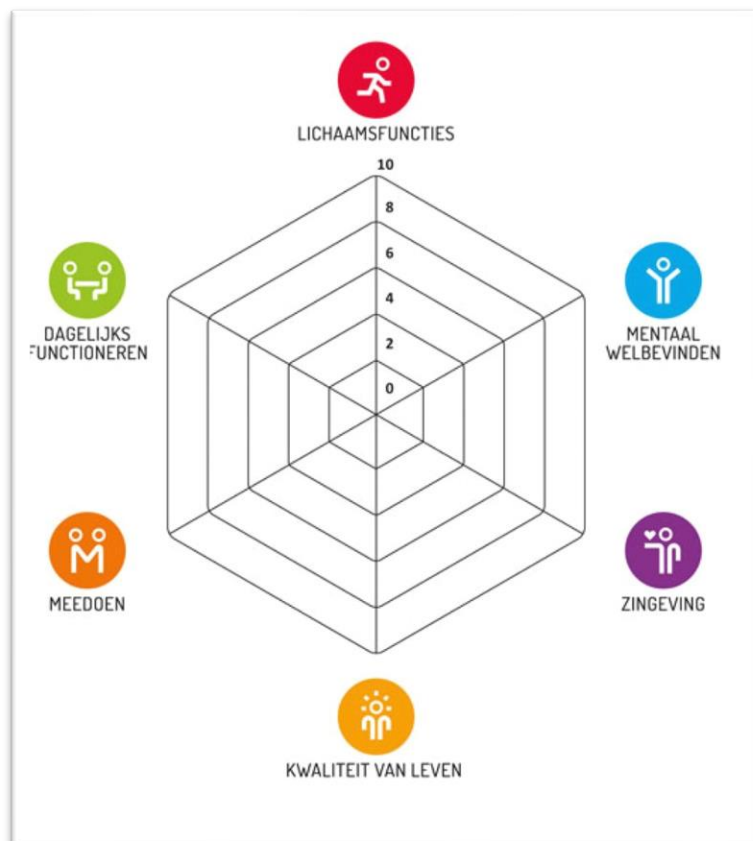 LICHAAMSFUNCTIES
10
8
6
4
2
0
DAGELIJKS
FUNCTIONEREN
MENTAAL
WELBEVINDEN
MEEDOEN
ZINGEVING
KWALITEIT VAN LEVEN